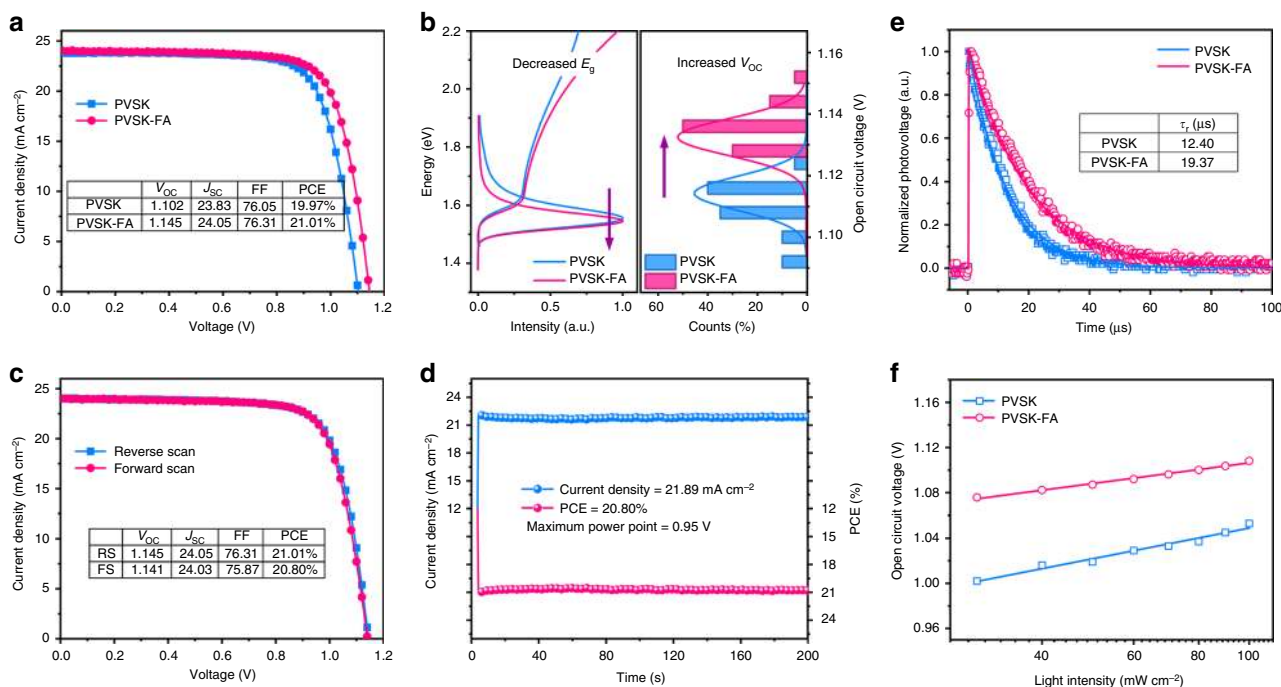 a
Current density (mA cm⁻²)
25
20
15
10
5
0
PVSK
PVSK-FA
V_OC J_SC FF PCE
PVSK 1.102 23.83 76.05 19.97%
PVSK-FA 1.145 24.05 76.31 21.01%
0.0 0.2 0.4 0.6 0.8 1.0 1.2
Voltage (V)
b
Energy (eV)
2.2
2.0
1.8
1.6
1.4
Decreased E_g
PVSK
PVSK-FA
0.0 0.5 1.0
Intensity (a.u.)
Increased V_OC
PVSK
PVSK-FA
60 40 20 0
Counts (%)
1.16
1.14
1.12
1.10
Open circuit voltage (V)
e
Normalized photovoltage (a.u.)
1.0
0.8
0.6
0.4
0.2
0.0
PVSK
PVSK-FA
τ_r (μs)
PVSK 12.40
PVSK-FA 19.37
0 20 40 60 80 100
Time (μs)
c
Current density (mA cm⁻²)
25
20
15
10
5
0
Reverse scan
Forward scan
V_OC J_SC FF PCE
RS 1.145 24.05 76.31 21.01%
FS 1.141 24.03 75.87 20.80%
0.0 0.2 0.4 0.6 0.8 1.0 1.2
Voltage (V)
d
Current density (mA cm⁻²)
24
22
21
18
15
12
Current density = 21.89 mA cm⁻²
PCE = 20.80%
Maximum power point = 0.95 V
12
15
18
21
24
PCE (%)
0 40 80 120 160 200
Time (s)
f
Open circuit voltage (V)
1.16
1.12
1.08
1.04
1.00
0.96
PVSK
PVSK-FA
40 60 80 100
Light intensity (mW cm⁻²)